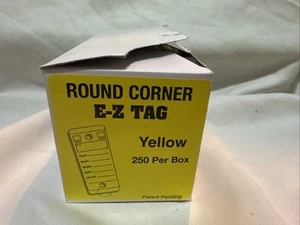 ROUND CORNER
E-Z TAG
Yellow
250 Per Box
Patent Pending